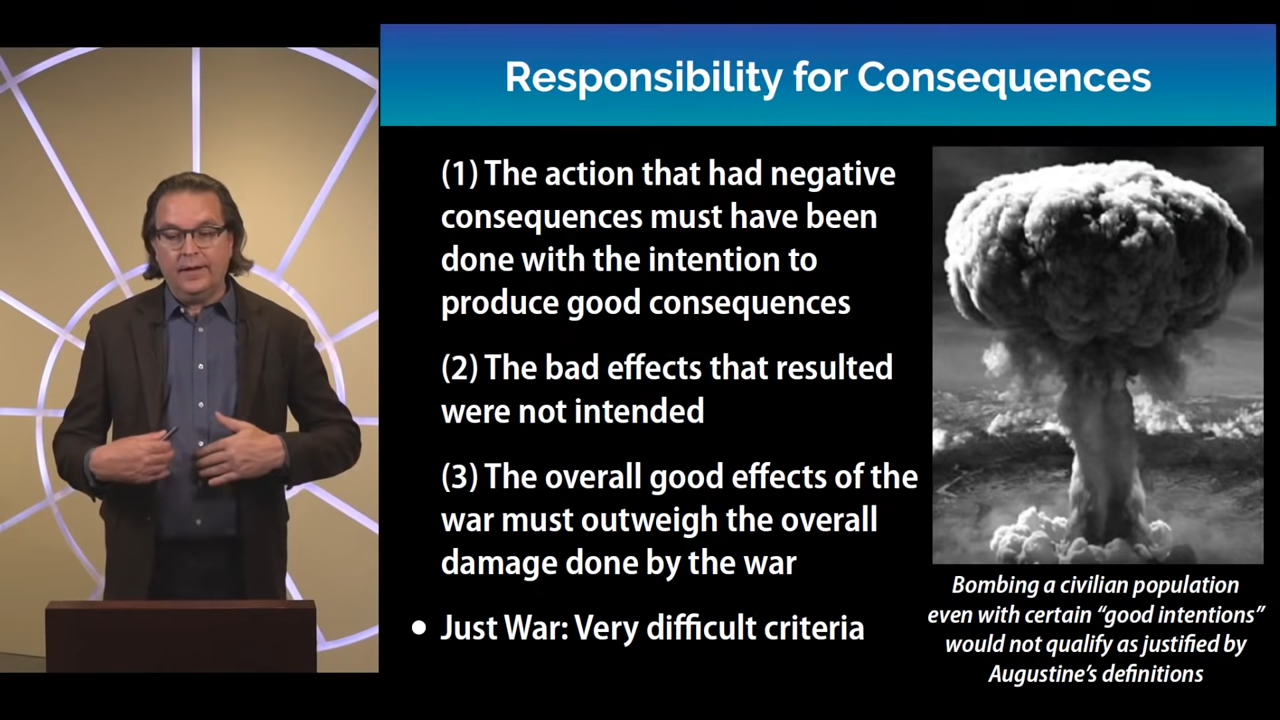 Responsibility for Consequences
(1) The action that had negative
consequences must have been
done with the intention to
produce good consequences
(2) The bad effects that resulted
were not intended
(3) The overall good effects of the
war must outweigh the overall
damage done by the war
• Just War: Very difficult criteria
Bombing a civilian population
even with certain “good intentions”
would not qualify as justified by
Augustine’s definitions